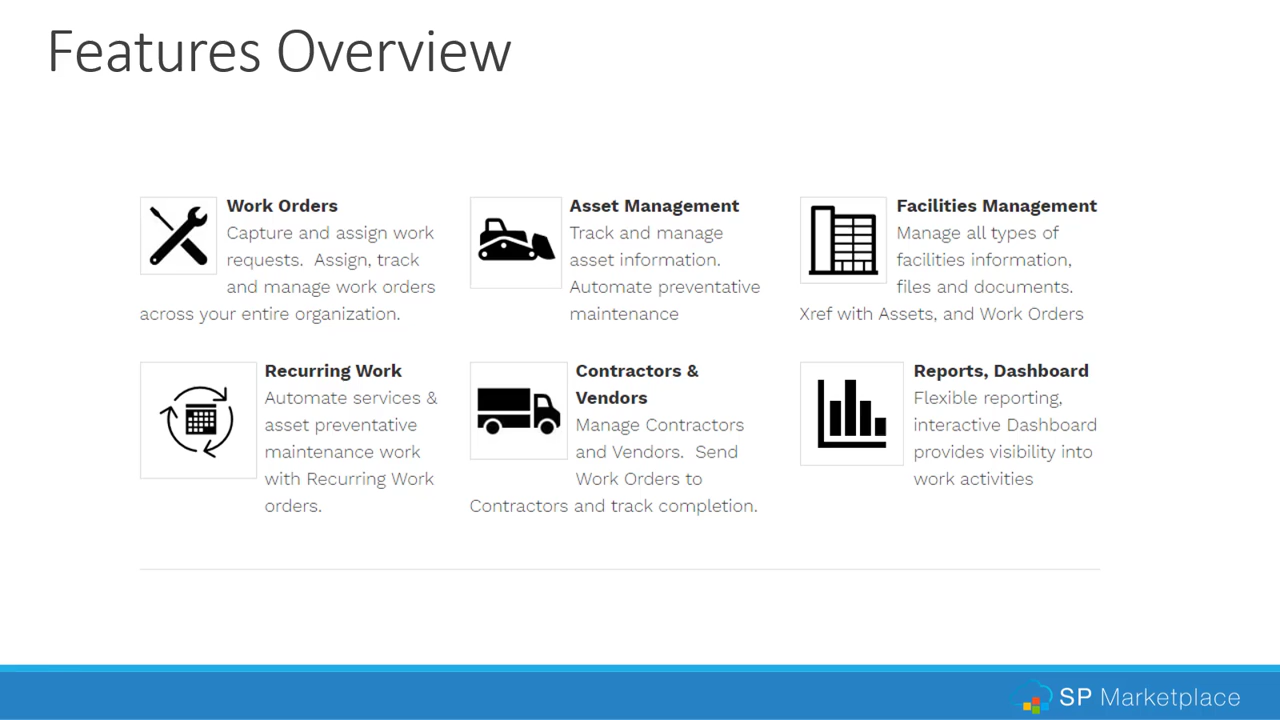 Features Overview
Work Orders
Capture and assign work
requests.  Assign, track
and manage work orders
across your entire organization.
Asset Management
Track and manage
asset information.
Automate preventative
maintenance
Facilities Management
Manage all types of
facilities information,
files and documents.
Xref with Assets, and Work Orders
Recurring Work
Automate services &
asset preventative
maintenance work
with Recurring Work
orders.
Contractors &
Vendors
Manage Contractors
and Vendors.  Send
Work Orders to
Contractors and track completion.
Reports, Dashboard
Flexible reporting,
interactive Dashboard
provides visibility into
work activities
SP Marketplace